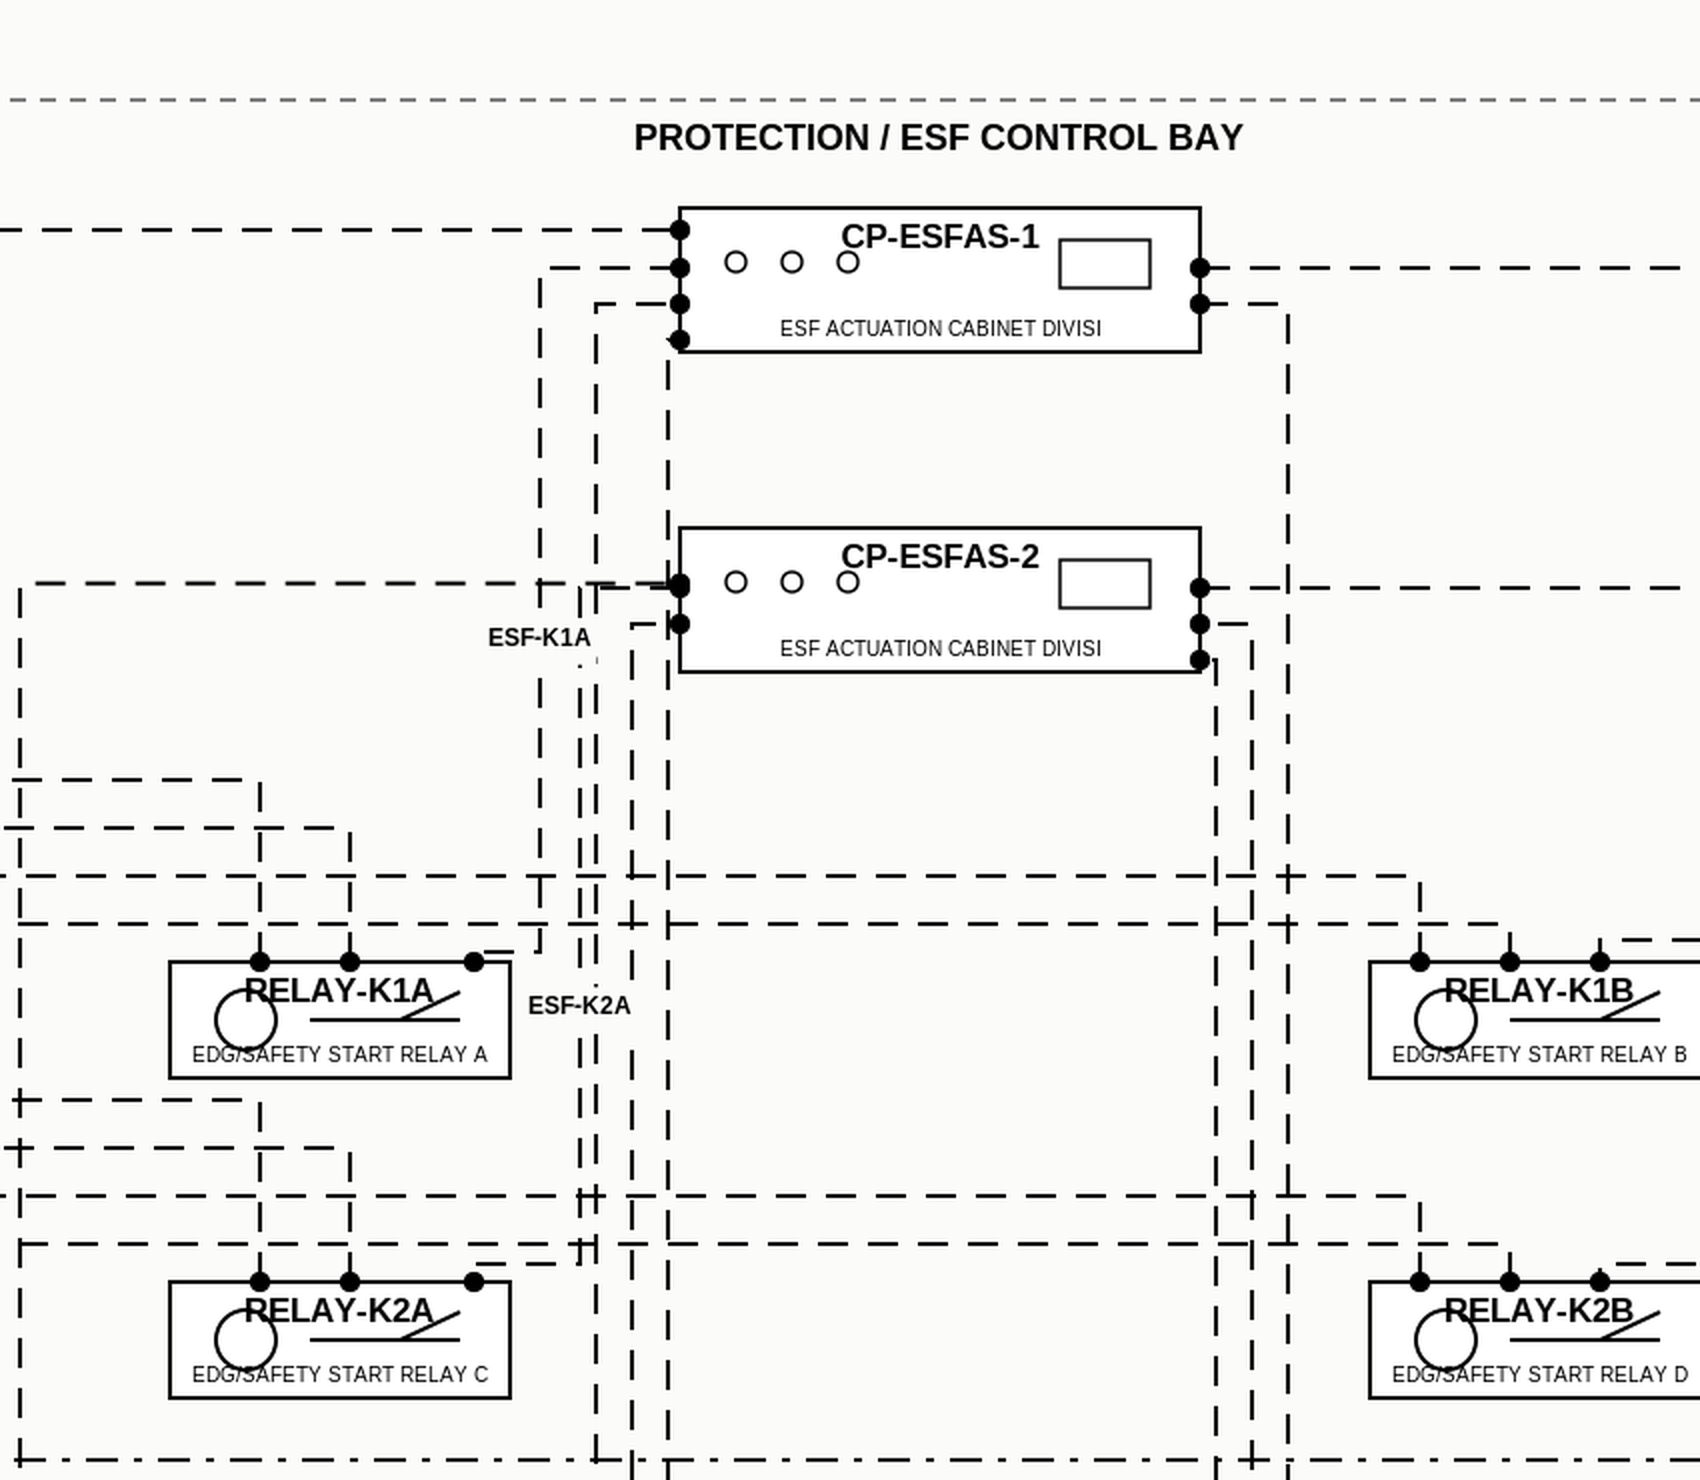 PROTECTION / ESF CONTROL BAY
CP-ESFAS-1
ESF ACTUATION CABINET DIVISI
CP-ESFAS-2
ESF ACTUATION CABINET DIVISI
ESF-K1A
RELAY-K1A
EDG/SAFETY START RELAY A
RELAY-K1B
EDG/SAFETY START RELAY B
ESF-K2A
RELAY-K2A
EDG/SAFETY START RELAY C
RELAY-K2B
EDG/SAFETY START RELAY D